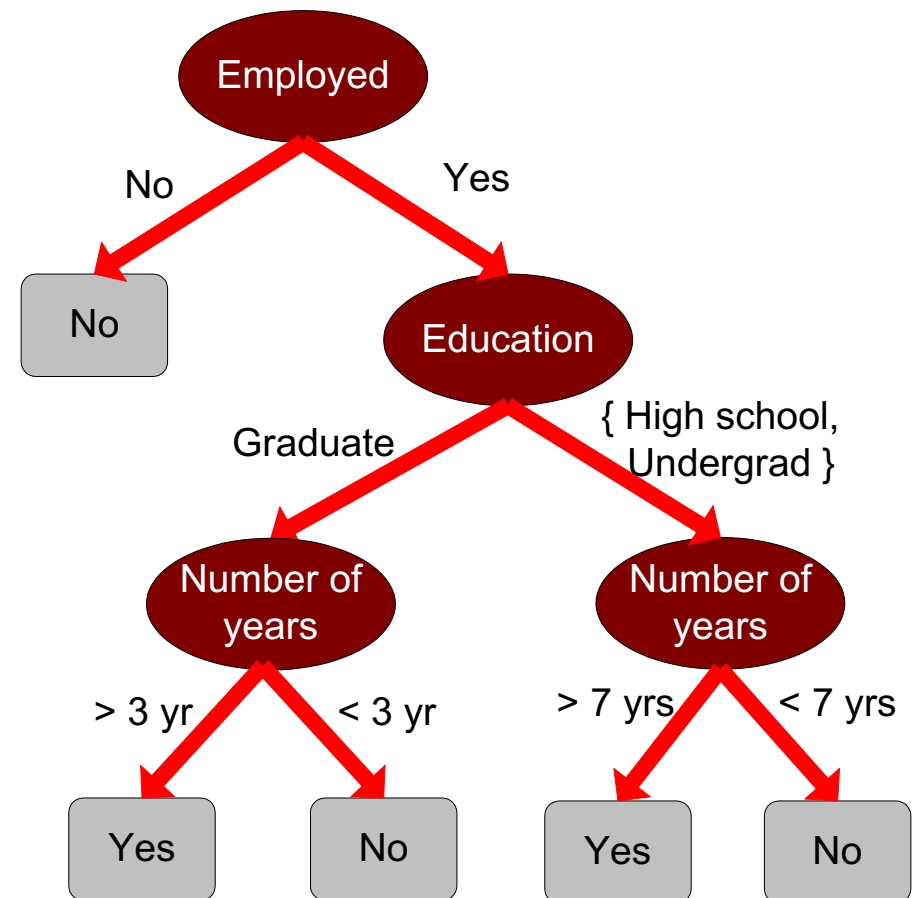 Employed
No
Yes
No
Education
Graduate
{ High school,
Undergrad }
Number of
years
Number of
years
> 3 yr
< 3 yr
> 7 yrs
< 7 yrs
Yes
No
Yes
No